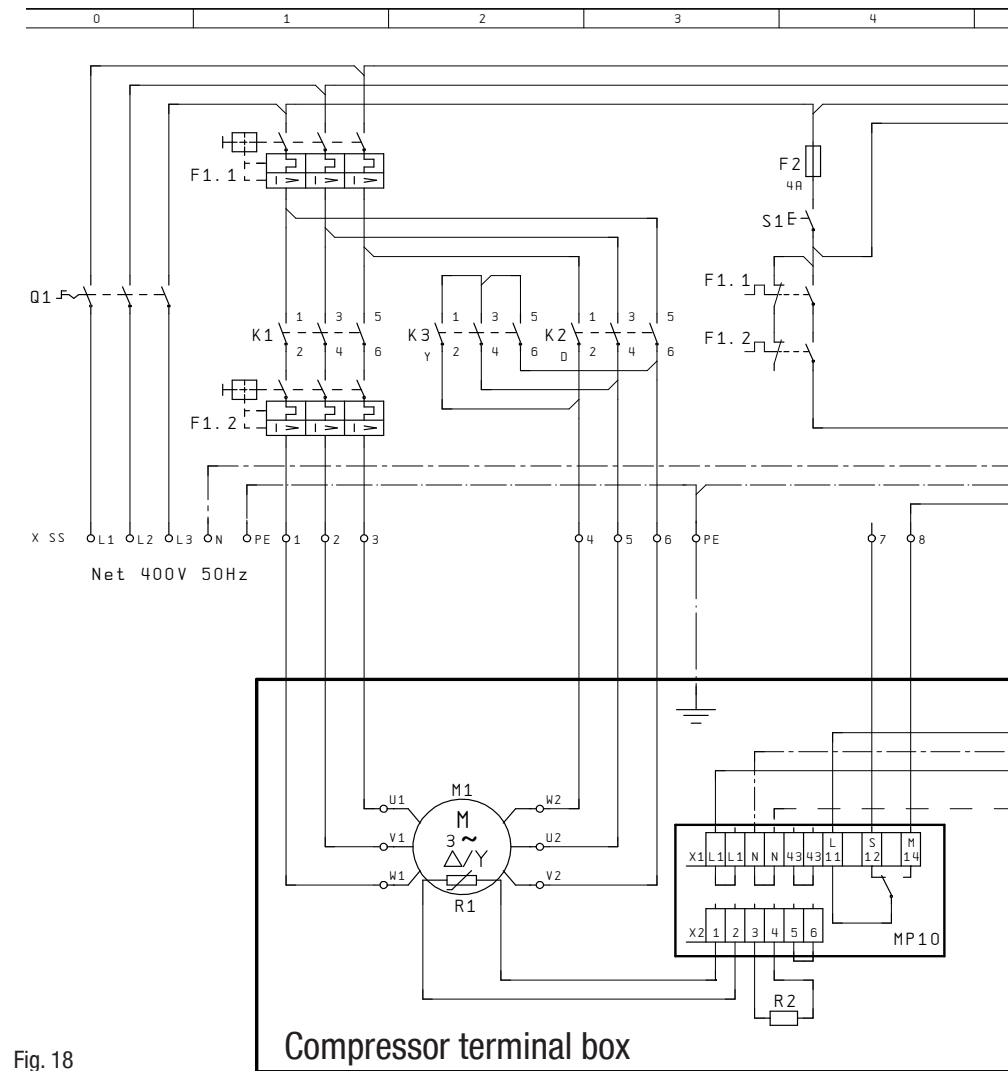 0 1 2 3 4
F1.1
I > I > I >
F2
4A
S1
Q1
F1.1
K1 1 3 5
2 4 6
K3 1 3 5
Y 2 4 6
K2 1 3 5
D 2 4 6
F1.2
F1.2
I > I > I >
X SS L1 L2 L3 N PE 1 2 3 4 5 6 PE 7 8
Net 400V 50Hz
M1
U1 W2
M
V1 3 ~ U2
Δ/Y
W1 V2
R1
L S M
X1 L1 L1 N N 43 43 11 12 14
X2 1 2 3 4 5 6
MP10
R2
Compressor terminal box
Fig. 18